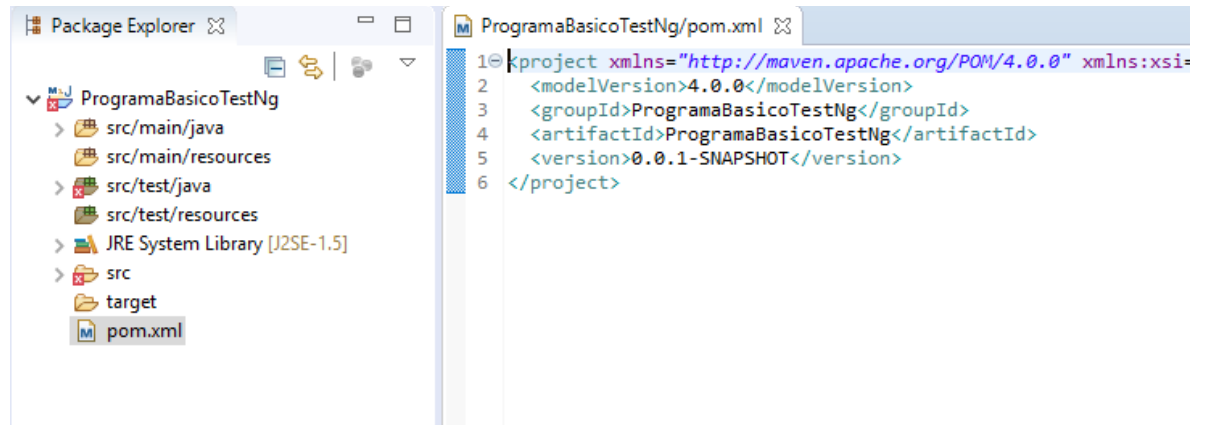 Package Explorer
ProgramaBasicoTestNg
src/main/java
src/main/resources
src/test/java
src/test/resources
JRE System Library [J2SE-1.5]
src
target
pom.xml
ProgramaBasicoTestNg/pom.xml
1 <project xmlns="http://maven.apache.org/POM/4.0.0" xmlns:xsi=
2 <modelVersion>4.0.0</modelVersion>
3 <groupId>ProgramaBasicoTestNg</groupId>
4 <artifactId>ProgramaBasicoTestNg</artifactId>
5 <version>0.0.1-SNAPSHOT</version>
6 </project>